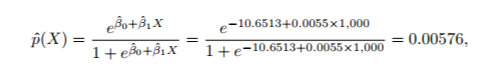 p̂(X) = e^{β̂₀+β̂₁X} / (1 + e^{β̂₀+β̂₁X}) = e^{−10.6513+0.0055×1,000} / (1 + e^{−10.6513+0.0055×1,000}) = 0.00576,